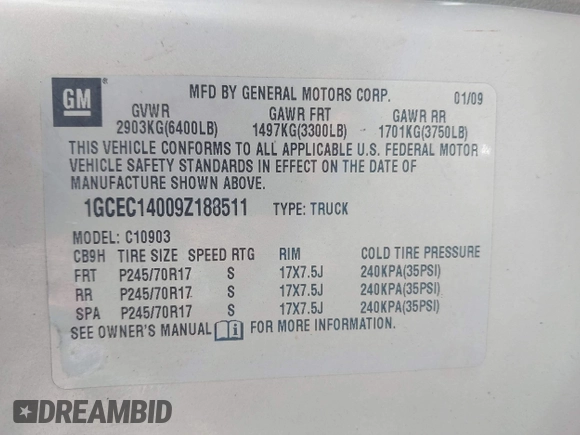 GM
®
MFD BY GENERAL MOTORS CORP. 01/09
GVWR GAWR FRT GAWR RR
2903KG(6400LB) 1497KG(3300LB) 1701KG(3750LB)
THIS VEHICLE CONFORMS TO ALL APPLICABLE U.S. FEDERAL MOTOR
VEHICLE SAFETY STANDARDS IN EFFECT ON THE DATE OF
MANUFACTURE SHOWN ABOVE.
1GCEC14009Z188511 TYPE: TRUCK
MODEL: C10903
CB9H TIRE SIZE SPEED RTG RIM COLD TIRE PRESSURE
FRT P245/70R17 S 17X7.5J 240KPA(35PSI)
RR P245/70R17 S 17X7.5J 240KPA(35PSI)
SPA P245/70R17 S 17X7.5J 240KPA(35PSI)
SEE OWNER'S MANUAL i FOR MORE INFORMATION.
DREAMBID